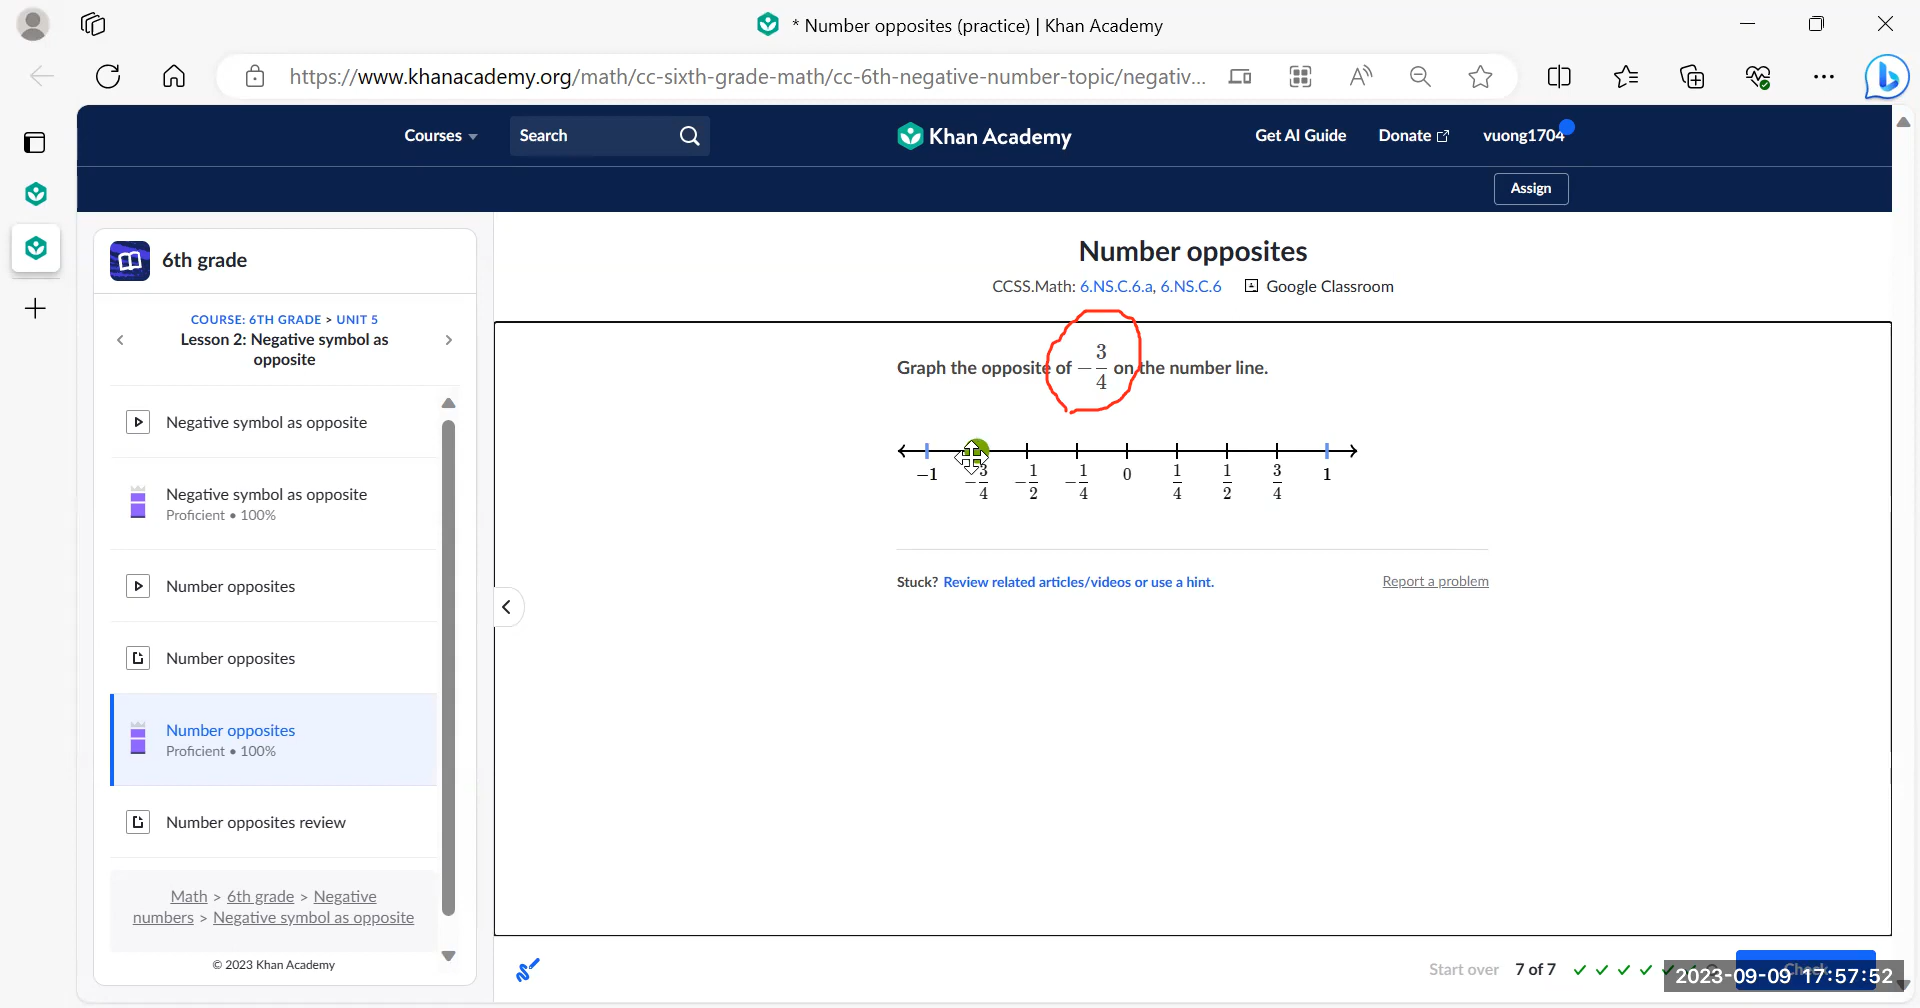 * Number opposites (practice) | Khan Academy
https://www.khanacademy.org/math/cc-sixth-grade-math/cc-6th-negative-number-topic/negativ...
Courses
Search
Khan Academy
Get AI Guide
Donate
vuong1704
Assign
6th grade
COURSE: 6TH GRADE > UNIT 5
Lesson 2: Negative symbol as
opposite
Negative symbol as opposite
Negative symbol as opposite
Proficient • 100%
Number opposites
Number opposites
Number opposites
Proficient • 100%
Number opposites review
Math > 6th grade > Negative
numbers > Negative symbol as opposite
© 2023 Khan Academy
Number opposites
CCSS.Math: 6.NS.C.6.a, 6.NS.C.6 Google Classroom
Graph the opposite of −3/4 on the number line.
−1 −3/4 −1/2 −1/4 0 1/4 1/2 3/4 1
Stuck? Review related articles/videos or use a hint.
Report a problem
Start over 7 of 7
Check
2023-09-09 17:57:52